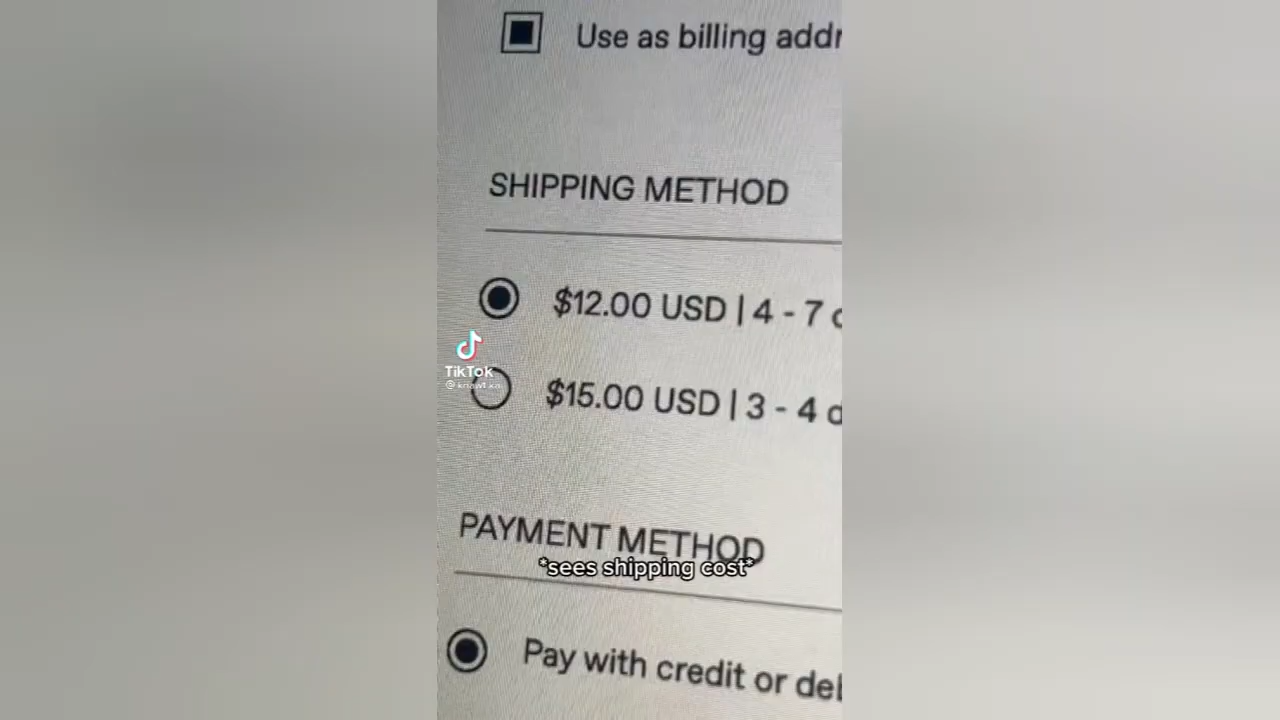 Use as billing addr
SHIPPING METHOD
$12.00 USD | 4 - 7
TikTok
$15.00 USD | 3 - 4
PAYMENT METHOD
*sees shipping cost*
Pay with credit or deb